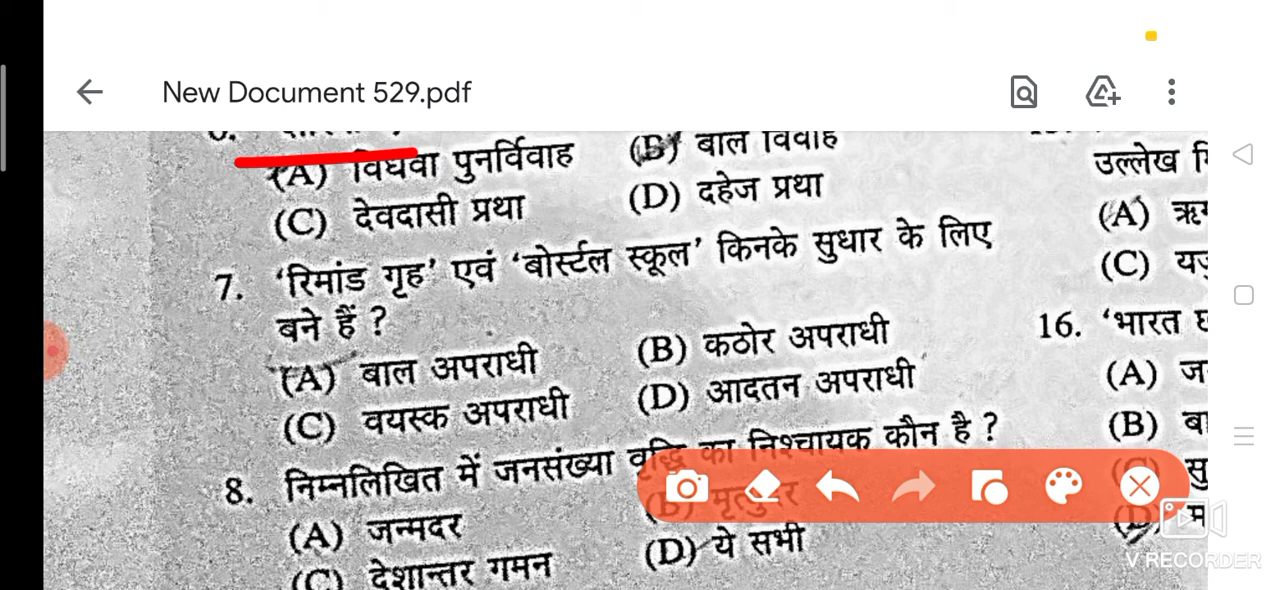 New Document 529.pdf
(A) विधवा पुनर्विवाह (B) बाल विवाह
(C) देवदासी प्रथा (D) दहेज प्रथा
7. ‘रिमांड गृह’ एवं ‘बोर्स्टल स्कूल’ किनके सुधार के लिए
बने हैं ?
(A) बाल अपराधी (B) कठोर अपराधी
(C) वयस्क अपराधी (D) आदतन अपराधी
8. निम्नलिखित में जनसंख्या वृद्धि का निश्चायक कौन है ?
(A) जन्मदर (B) मृत्युदर
(C) देशान्तर गमन (D) ये सभी
उल्लेख
(A)
(C)
16. ‘भारत
(A)
(B)
(C)
(D)
V RECORDER